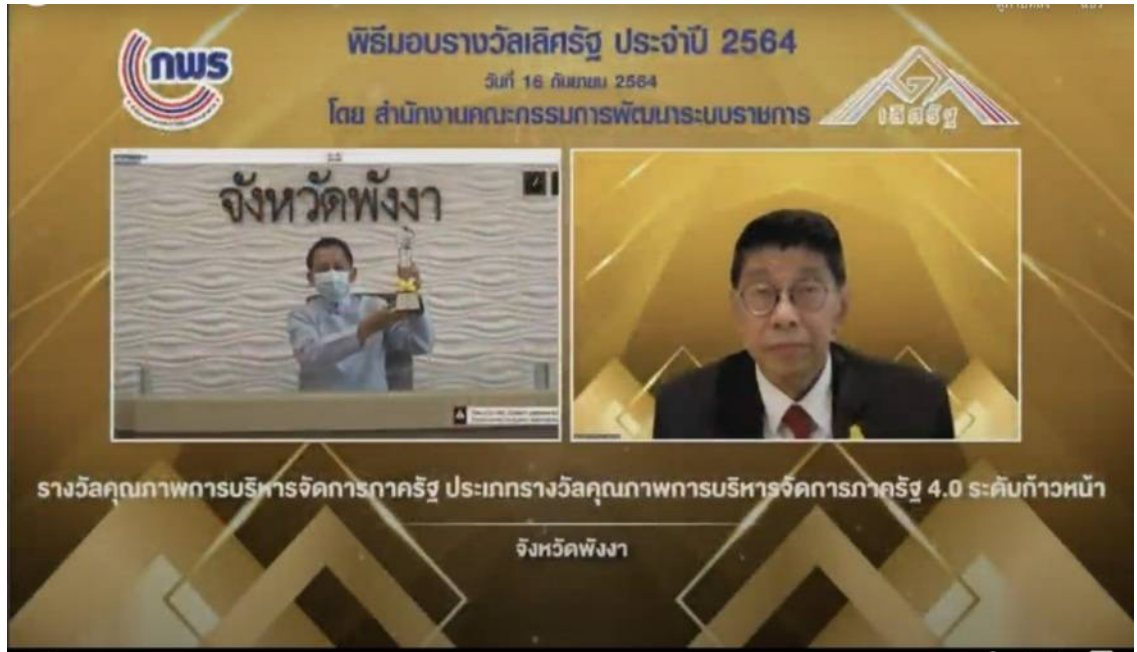 กพร
พิธีมอบรางวัลเลิศรัฐ ประจำปี 2564
วันที่ 16 กันยายน 2564
โดย สำนักงานคณะกรรมการพัฒนาระบบราชการ
เลิศรัฐ
จังหวัดพังงา
รางวัลคุณภาพการบริหารจัดการภาครัฐ ประเภทรางวัลคุณภาพการบริหารจัดการภาครัฐ 4.0 ระดับก้าวหน้า
จังหวัดพังงา